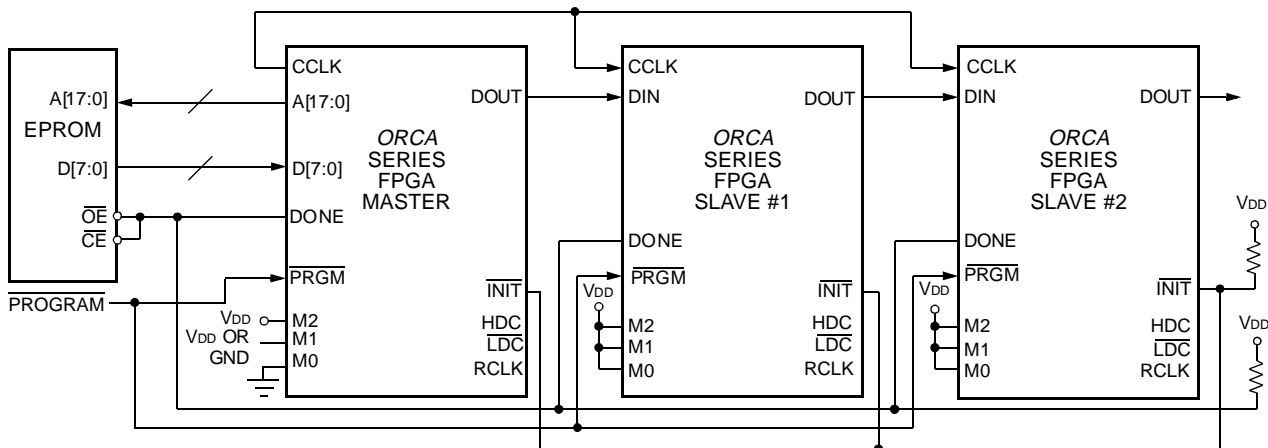 EPROM
A[17:0]
D[7:0]
OE
CE
PROGRAM
CCLK
A[17:0]
DOUT
ORCA
SERIES
FPGA
MASTER
D[7:0]
DONE
PRGM
INIT
VDD
M2
HDC
VDD OR
GND
M1
LDC
M0
RCLK
CCLK
DIN
DOUT
ORCA
SERIES
FPGA
SLAVE #1
DONE
PRGM
VDD
INIT
M2
HDC
M1
LDC
M0
RCLK
CCLK
DIN
DOUT
ORCA
SERIES
FPGA
SLAVE #2
DONE
PRGM
VDD
INIT
M2
HDC
M1
LDC
M0
RCLK
VDD
VDD